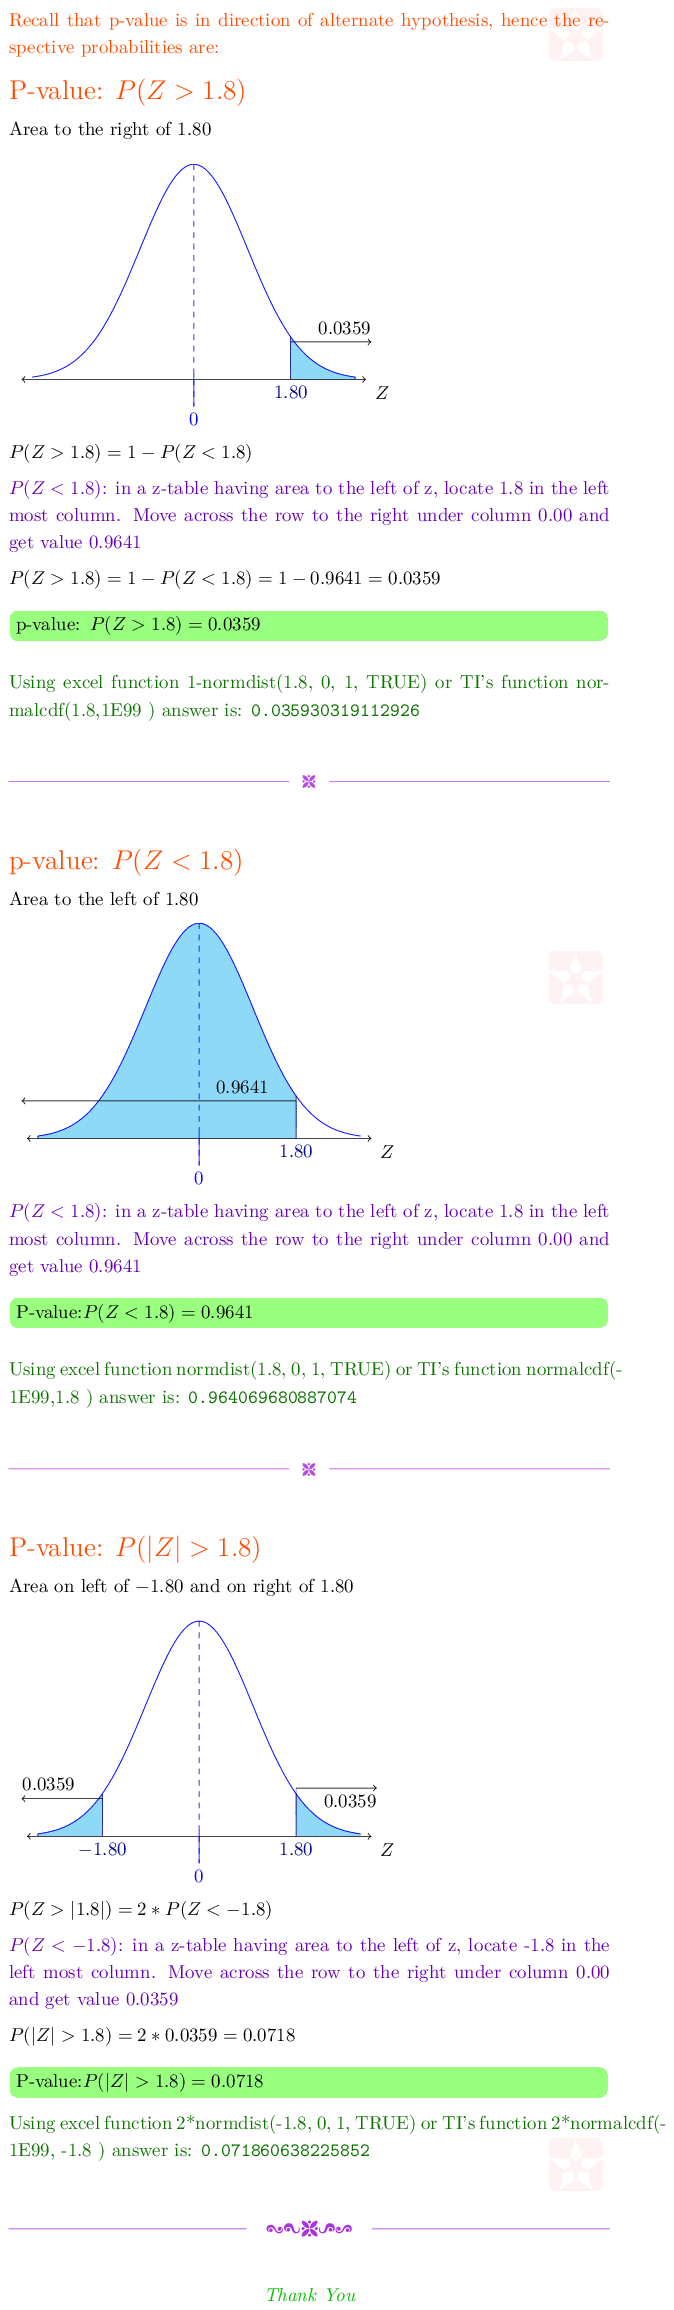 Recall that p-value is in direction of alternate hypothesis, hence the re-
spective probabilities are:
P-value: P(Z > 1.8)
Area to the right of 1.80
0.0359
1.80
Z
0
P(Z > 1.8) = 1 − P(Z < 1.8)
P(Z < 1.8): in a z-table having area to the left of z, locate 1.8 in the left
most column. Move across the row to the right under column 0.00 and
get value 0.9641
P(Z > 1.8) = 1 − P(Z < 1.8) = 1 − 0.9641 = 0.0359
p-value: P(Z > 1.8) = 0.0359
Using excel function 1-normdist(1.8, 0, 1, TRUE) or TI's function nor-
malcdf(1.8,1E99 ) answer is: 0.035930319112926
p-value: P(Z < 1.8)
Area to the left of 1.80
0.9641
1.80
Z
0
P(Z < 1.8): in a z-table having area to the left of z, locate 1.8 in the left
most column. Move across the row to the right under column 0.00 and
get value 0.9641
P-value:P(Z < 1.8) = 0.9641
Using excel function normdist(1.8, 0, 1, TRUE) or TI's function normalcdf(-
1E99,1.8 ) answer is: 0.964069680887074
P-value: P(|Z| > 1.8)
Area on left of −1.80 and on right of 1.80
0.0359
0.0359
−1.80
1.80
Z
0
P(Z > |1.8|) = 2 ∗ P(Z < −1.8)
P(Z < −1.8): in a z-table having area to the left of z, locate -1.8 in the
left most column. Move across the row to the right under column 0.00
and get value 0.0359
P(|Z| > 1.8) = 2 ∗ 0.0359 = 0.0718
P-value:P(|Z| > 1.8) = 0.0718
Using excel function 2*normdist(-1.8, 0, 1, TRUE) or TI's function 2*normalcdf(-
1E99, -1.8 ) answer is: 0.071860638225852
Thank You